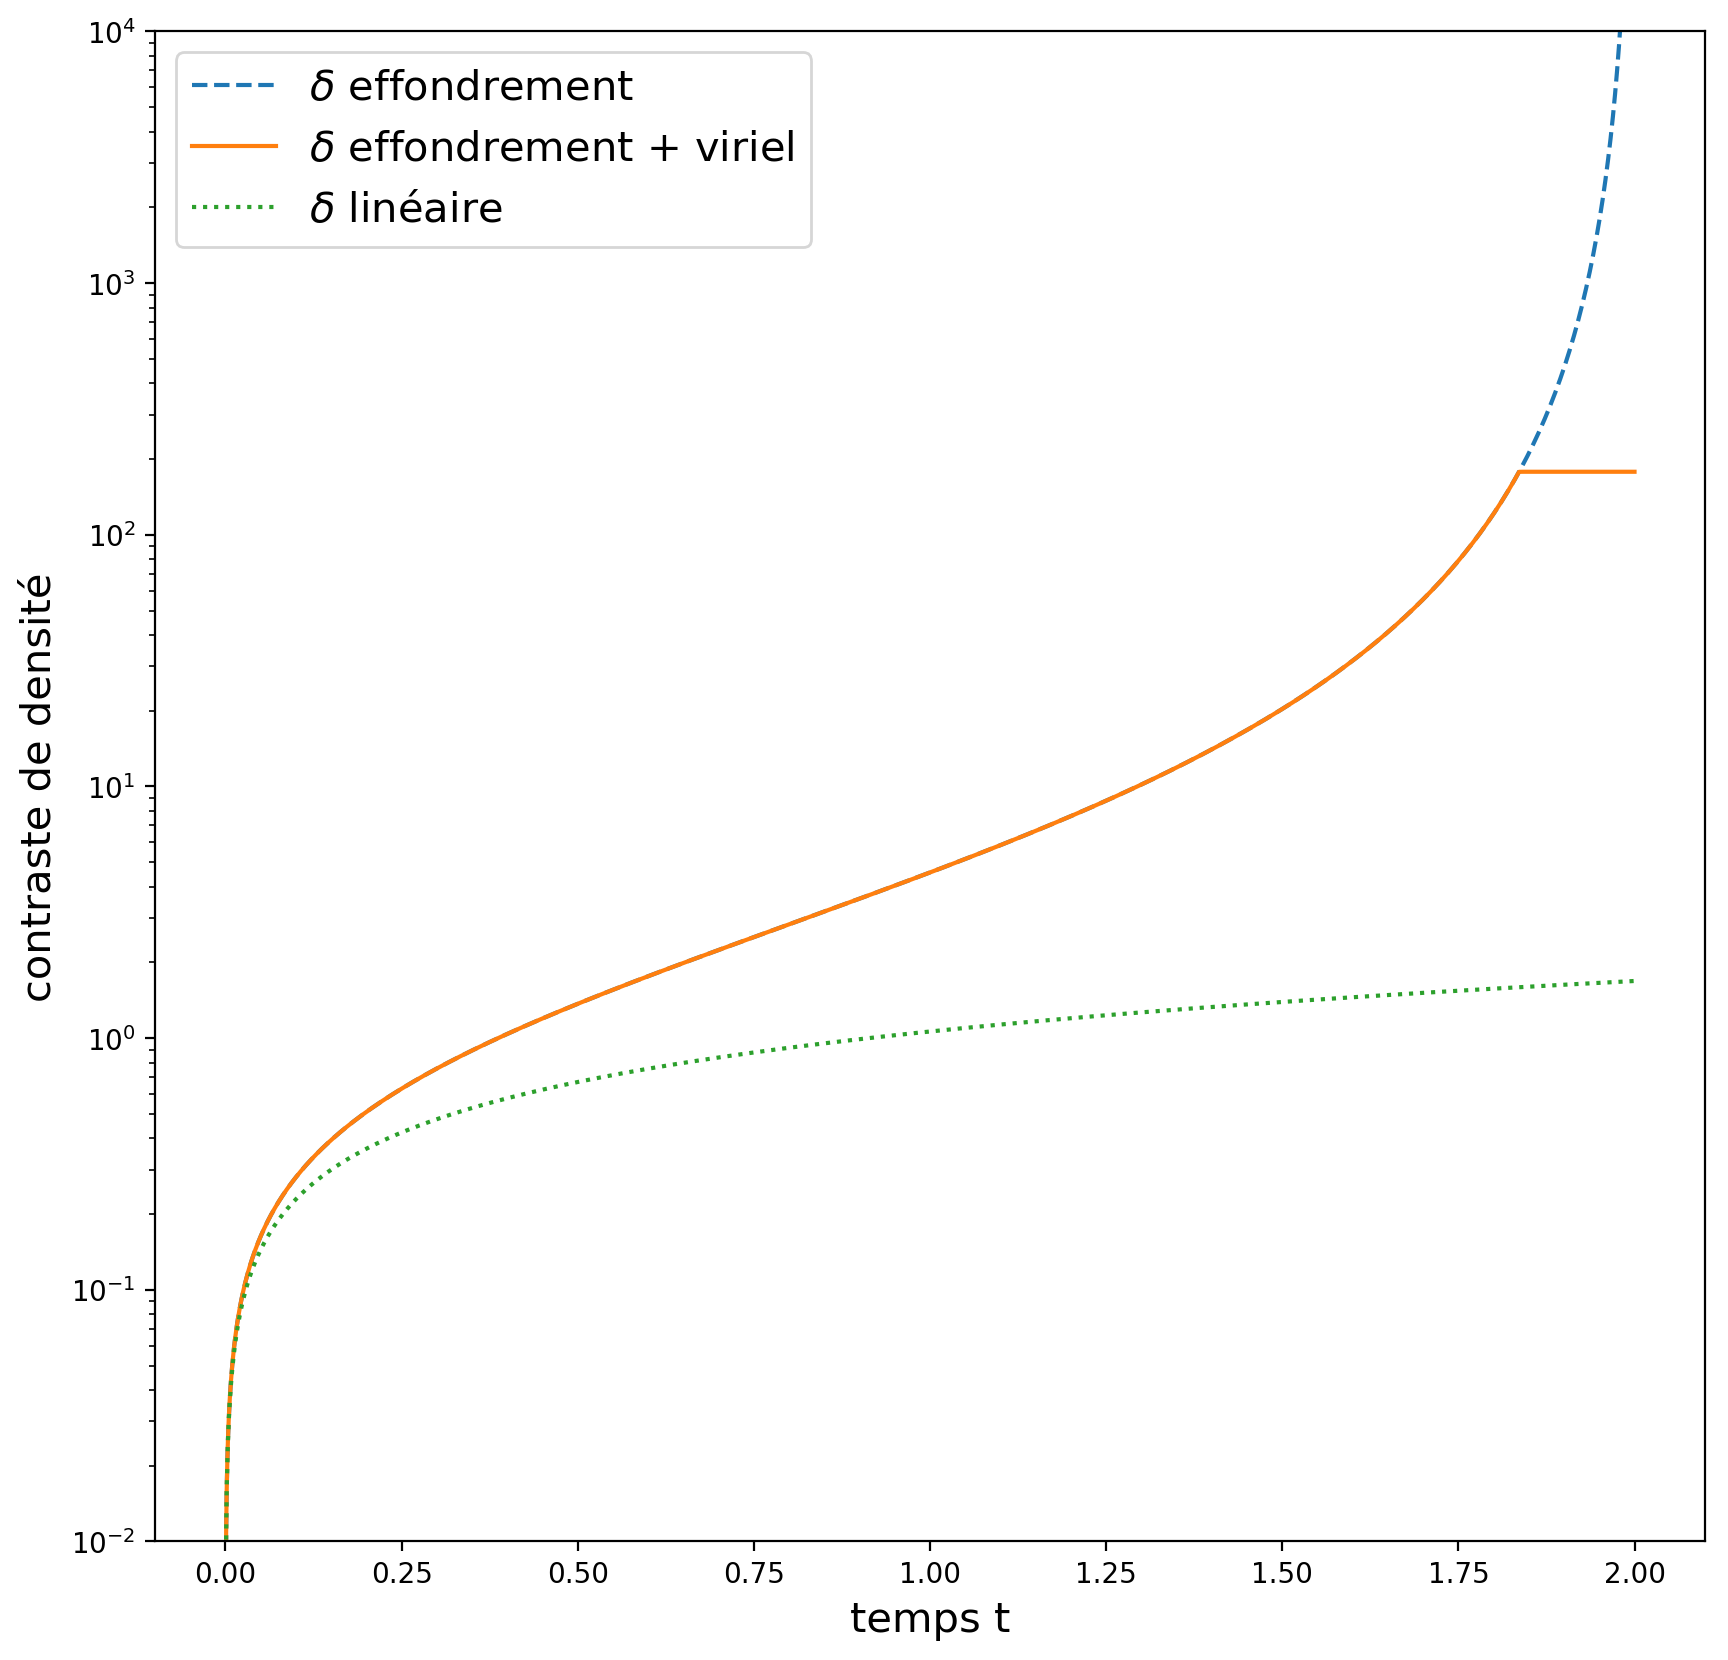 δ effondrement
δ effondrement + viriel
δ linéaire
10⁴
10³
10²
10¹
10⁰
10⁻¹
10⁻²
contraste de densité
0.00 0.25 0.50 0.75 1.00 1.25 1.50 1.75 2.00
temps t